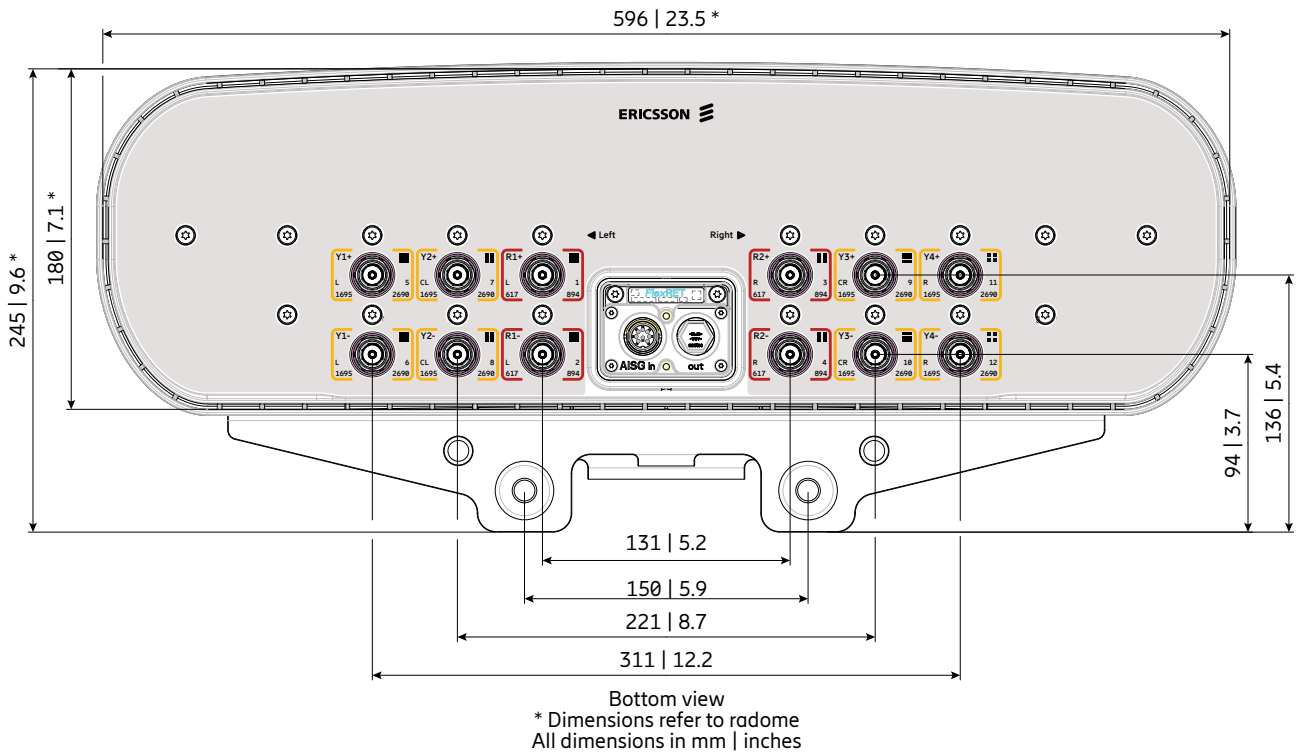 596 | 23.5 *
ERICSSON
245 | 9.6 *
180 | 7.1 *
Left Right
Y1+ Y2+ R1+ R2+ Y3+ Y4+
L 5 CL 7 L 1 R 3 CR 9 R 11
1695 2690 1695 2690 617 894 617 894 1695 2690 1695 2690
FlexRET
Y1- Y2- R1- R2- Y3- Y4-
L 6 CL 8 L 2 R 4 CR 10 R 12
1695 2690 1695 2690 617 894 617 894 1695 2690 1695 2690
AISG in out
94 | 3.7
136 | 5.4
131 | 5.2
150 | 5.9
221 | 8.7
311 | 12.2
Bottom view
* Dimensions refer to radome
All dimensions in mm | inches